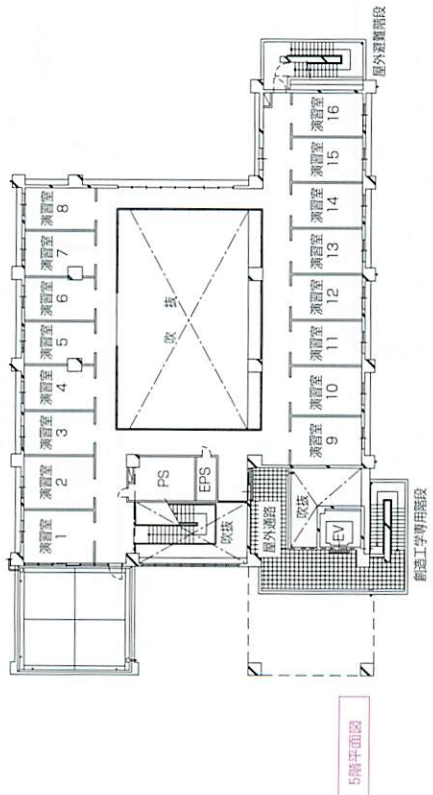 演習室
1
演習室
2
演習室
3
演習室
4
演習室
5
演習室
6
演習室
7
演習室
8
PS
EPS
吹抜
吹抜
屋外通路
吹抜
EV
演習室
9
演習室
10
演習室
11
演習室
12
演習室
13
演習室
14
演習室
15
演習室
16
屋外避難階段
創造工学専用階段
5階平面図